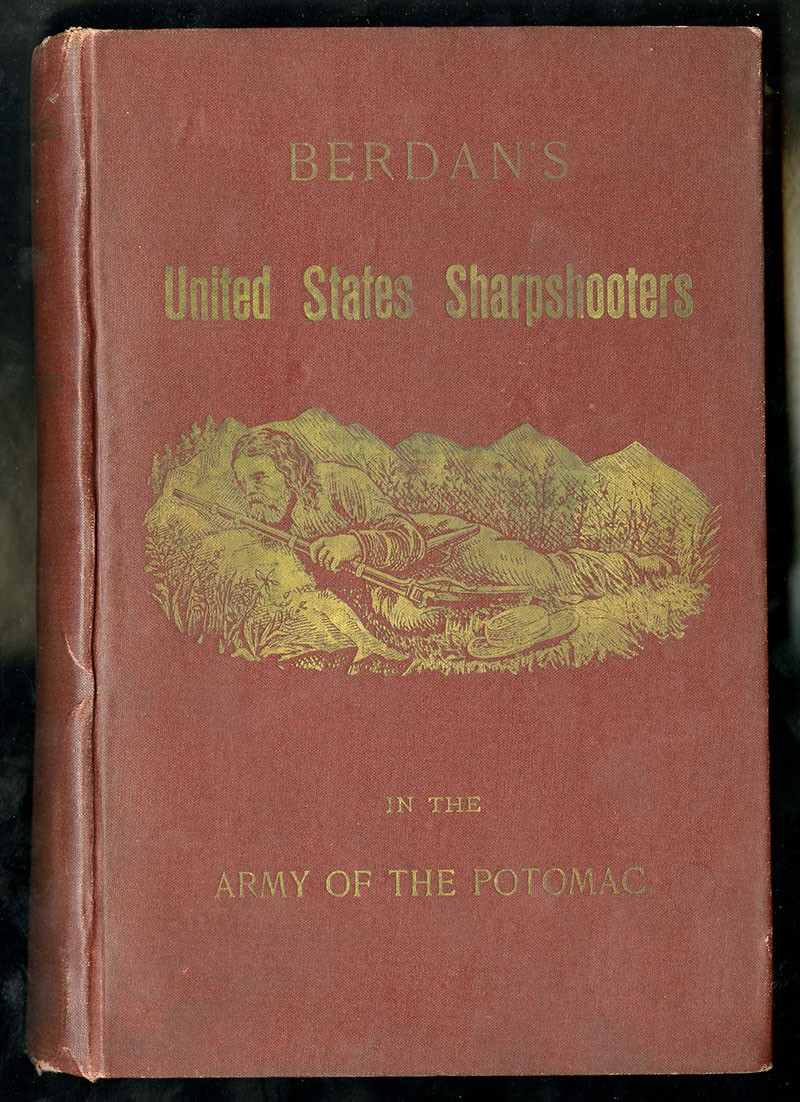 BERDAN'S
United States Sharpshooters
IN THE
ARMY OF THE POTOMAC.